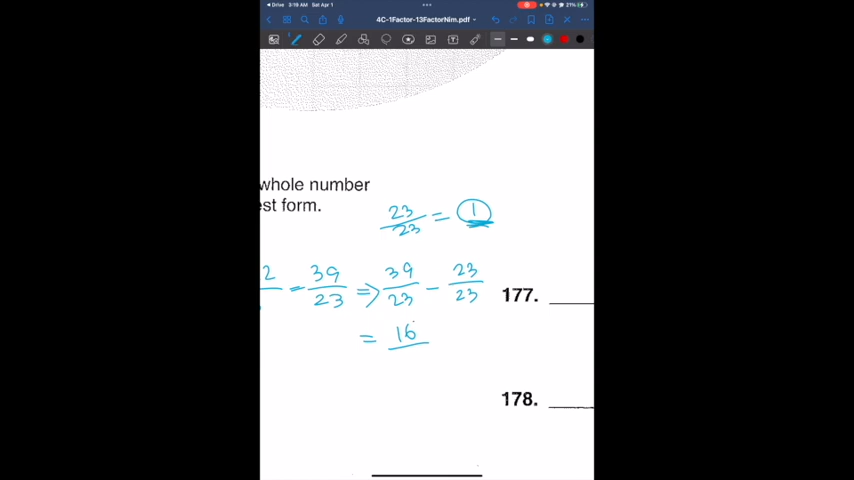 Drive 3:19 AM Sat Apr 1
21%
4C-1Factor-13FactorNim.pdf
whole number
est form.
23/23 = 1
2 = 39/23 => 39/23 - 23/23
177.
= 16
178.